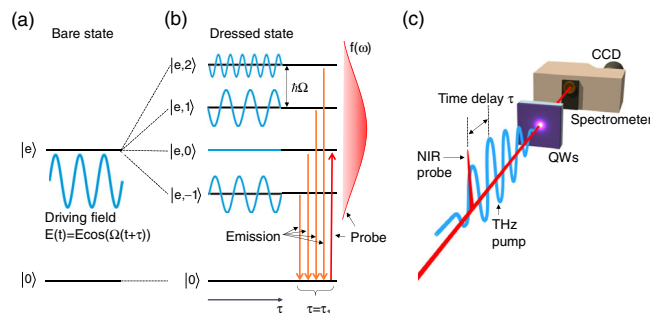 (a)
Bare state
|e⟩
Driving field
E(t)=Ecos(Ω(t+τ))
|0⟩
(b)
Dressed state
f(ω)
|e,2⟩
ħΩ
|e,1⟩
|e,0⟩
|e,−1⟩
Emission
Probe
|0⟩
τ
τ=τ₁
(c)
CCD
Time delay τ
Spectrometer
NIR
probe
QWs
THz
pump